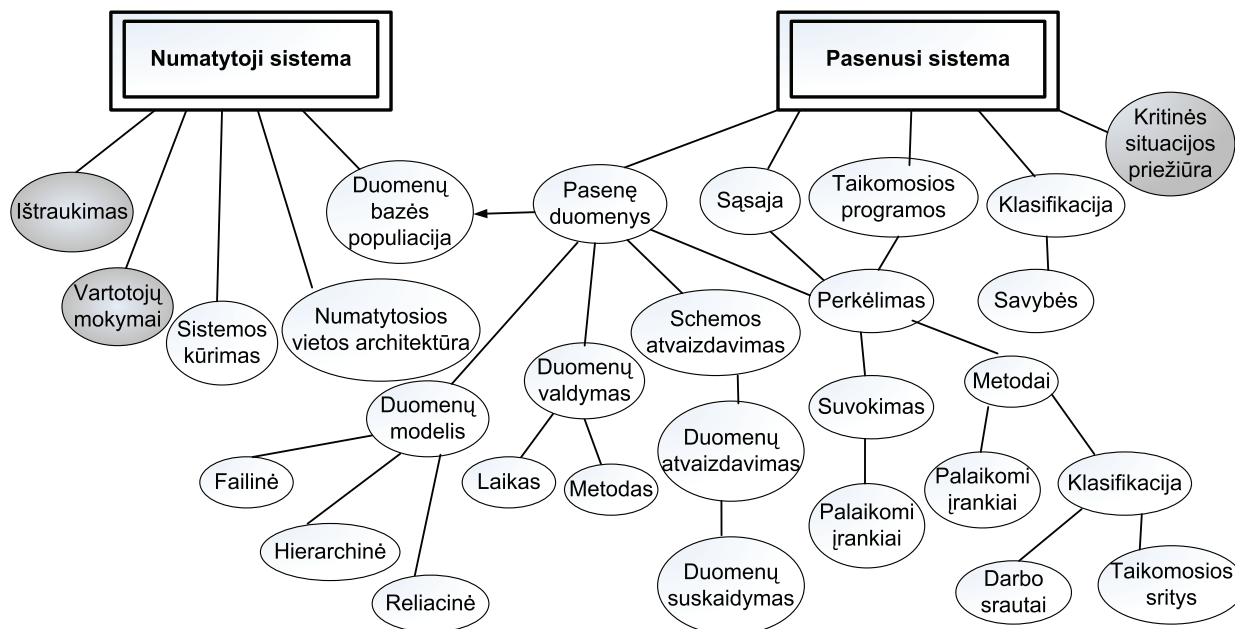 Numatytoji sistema
Pasenusi sistema
Kritinės
situacijos
priežiūra
Ištraukimas
Duomenų
bazės
populiacija
Pasenę
duomenys
Sąsaja
Taikomosios
programos
Klasifikacija
Vartotojų
mokymai
Sistemos
kūrimas
Numatytosios
vietos architektūra
Schemos
atvaizdavimas
Perkėlimas
Savybės
Duomenų
valdymas
Duomenų
modelis
Suvokimas
Metodai
Failinė
Laikas
Metodas
Duomenų
atvaizdavimas
Palaikomi
įrankiai
Palaikomi
įrankiai
Klasifikacija
Hierarchinė
Reliacinė
Duomenų
suskaidymas
Darbo
srautai
Taikomosios
sritys